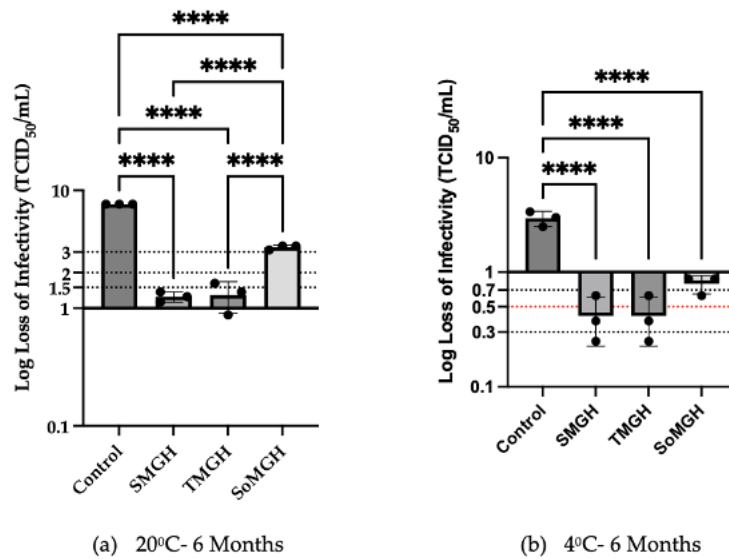 ****
****
****
****
****
Log Loss of Infectivity (TCID50/mL)
10
3
2
1.5
1
0.1
Control
SMGH
TMGH
SoMGH
(a) 20⁰C- 6 Months
****
****
****
Log Loss of Infectivity (TCID50/mL)
10
1
0.7
0.5
0.3
0.1
Control
SMGH
TMGH
SoMGH
(b) 4⁰C- 6 Months